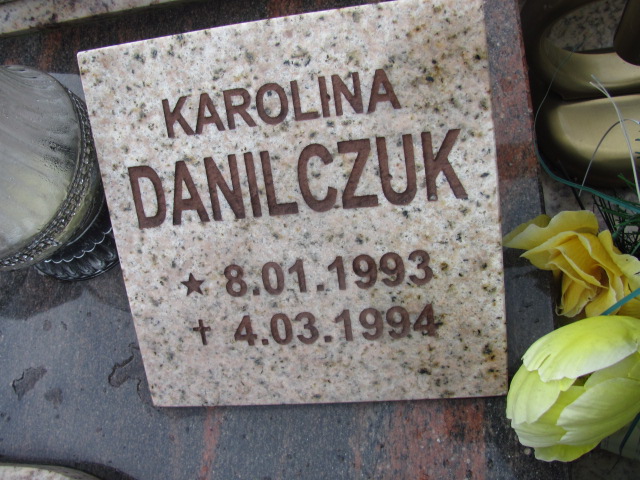 KAROLINA
DANILCZUK
★ 8.01.1993
✝ 4.03.1994